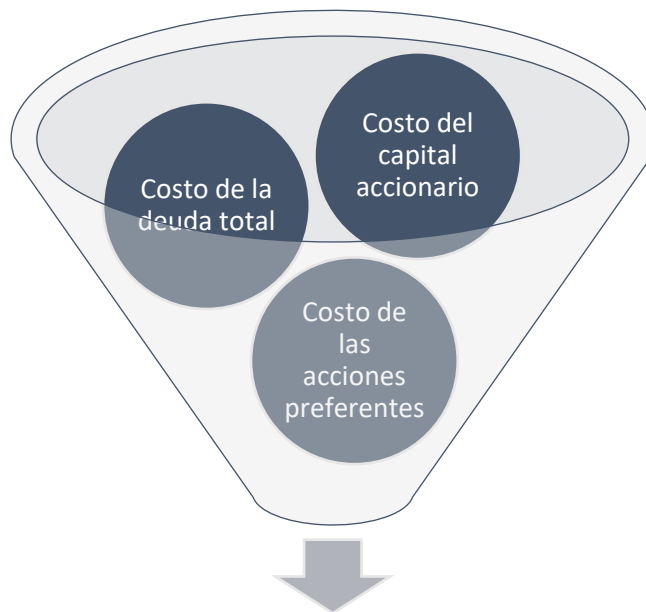 Costo de la
deuda total
Costo del
capital
accionario
Costo de
las
acciones
preferentes